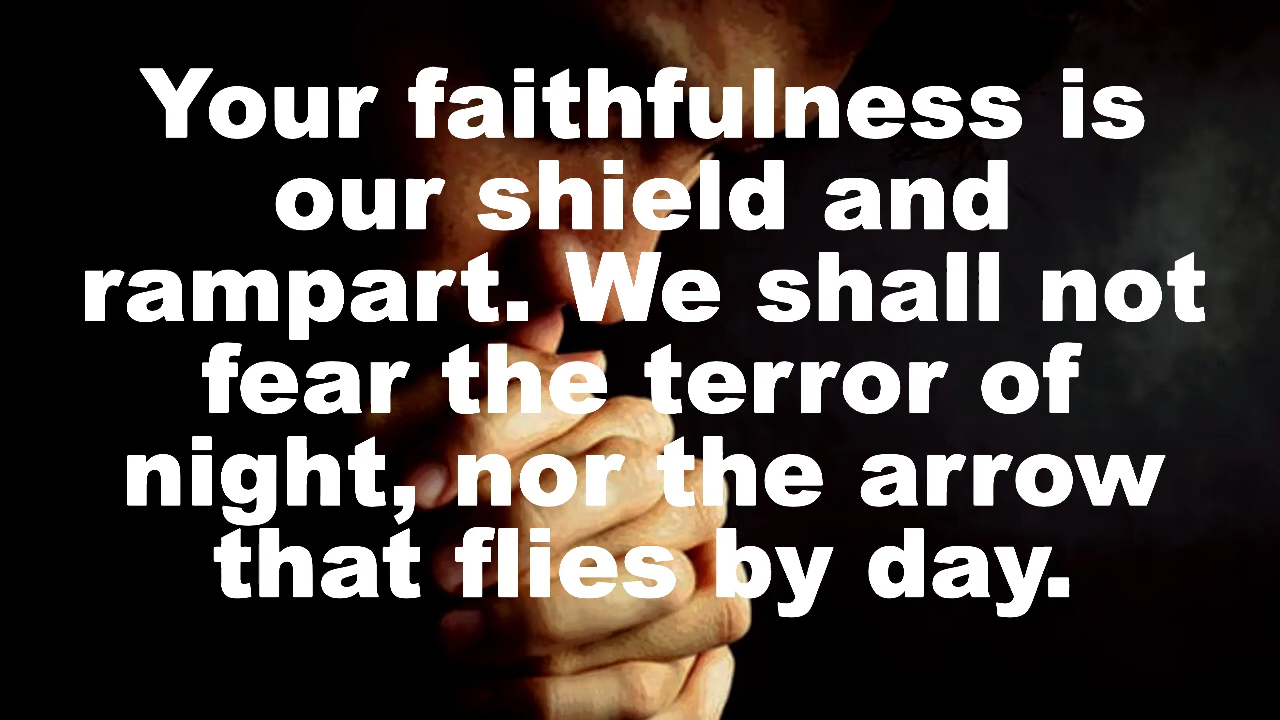 Your faithfulness is
our shield and
rampart. We shall not
fear the terror of
night, nor the arrow
that flies by day.